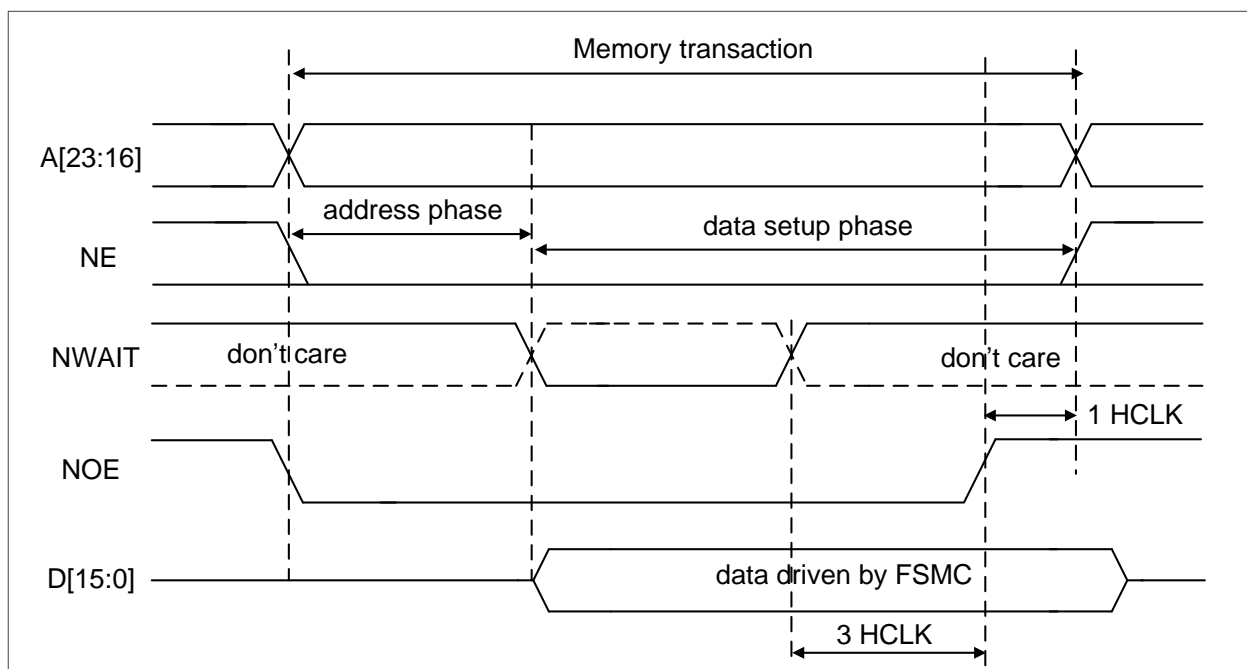 Memory transaction
A[23:16]
address phase
data setup phase
NE
NWAIT
don't care
don't care
1 HCLK
NOE
D[15:0]
data driven by FSMC
3 HCLK